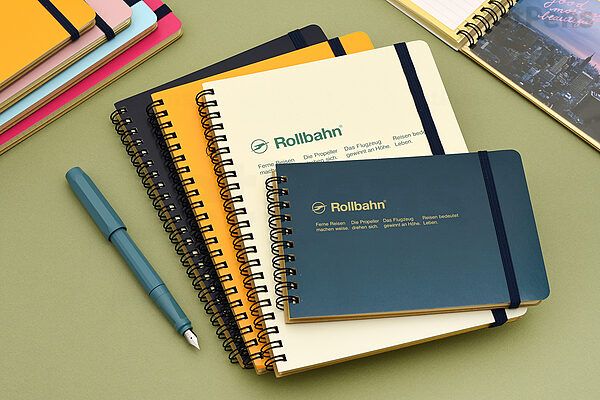 good
Rollbahn®
Ferne Reisen Die Propeller Das Flugzeug Reisen
machen weise. drehen sich. gewinnt an Höhe. Leben.
Rollbahn®
Ferne Reisen Die Propeller Das Flugzeug Reisen bedeutet
machen weise. drehen sich. gewinnt an Höhe. Leben.